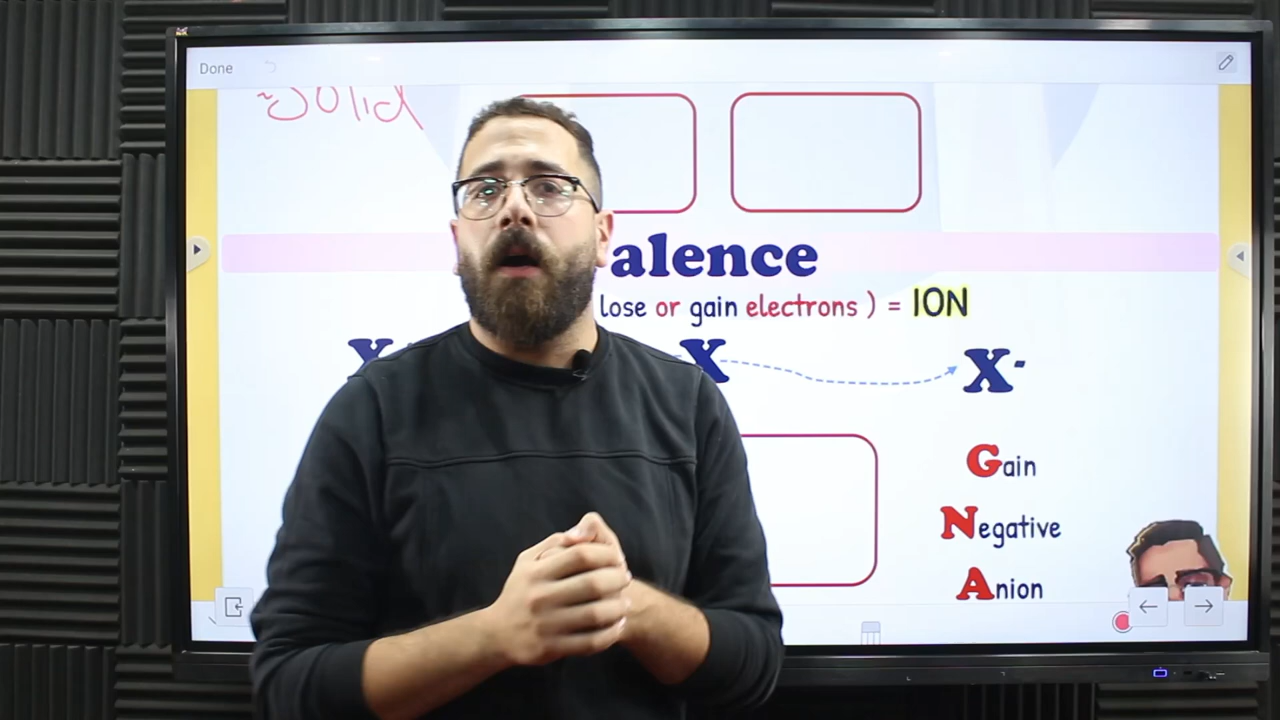 Done
Solid
alence
lose or gain electrons ) = ION
X X X-
Gain
Negative
Anion